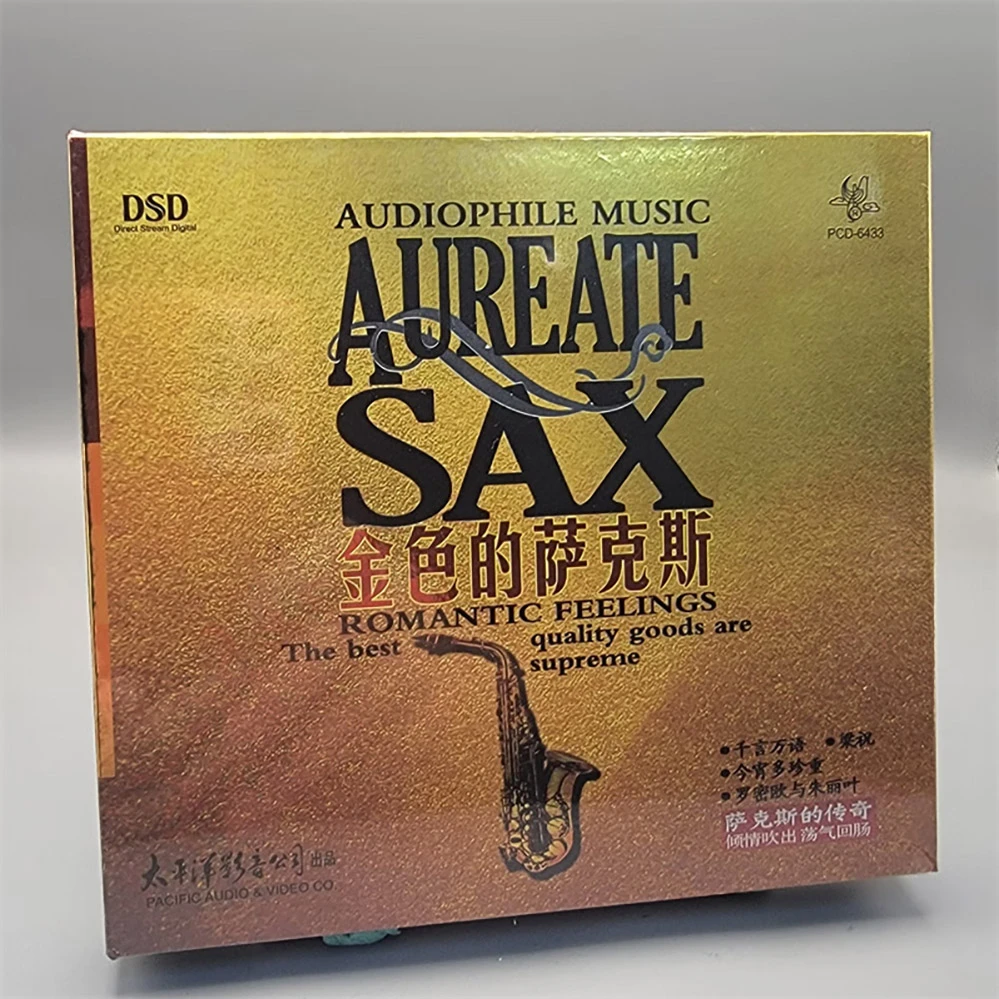 DSD
Direct Stream Digital
PCD-6433
AUDIOPHILE MUSIC
AUREATE
SAX
金色的萨克斯
ROMANTIC FEELINGS
The best quality goods are
supreme
•千言万语 •梁祝
•今宵多珍重
•罗密欧与朱丽叶
萨克斯的传奇
倾情吹出 荡气回肠
太平洋影音公司出品
PACIFIC AUDIO & VIDEO CO.